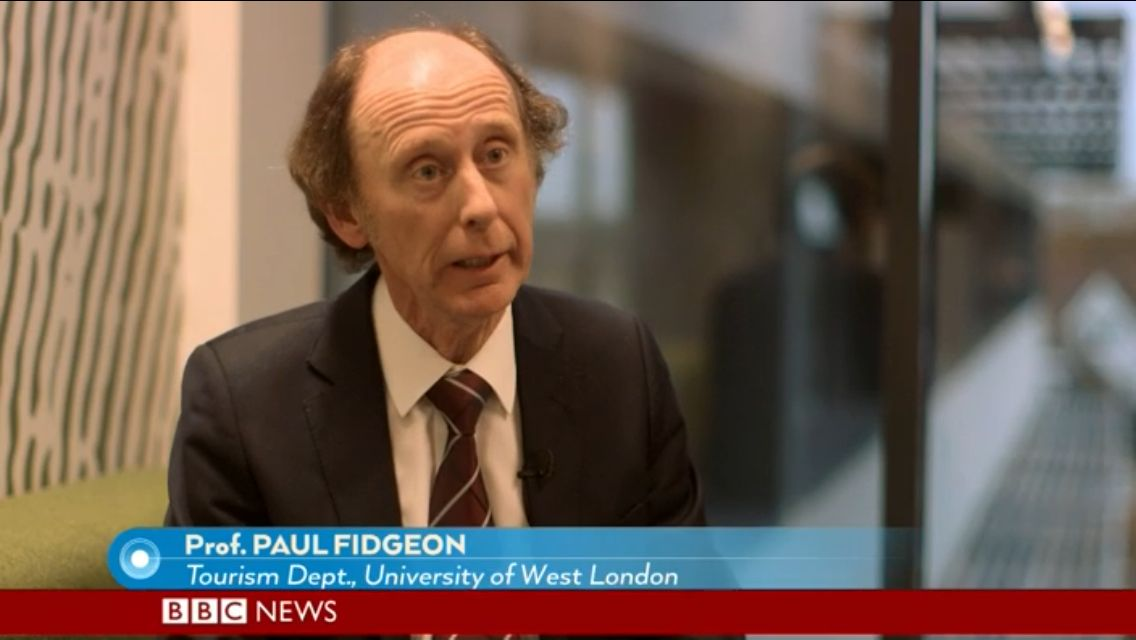 Prof. PAUL FIDGEON
Tourism Dept., University of West London
BBC NEWS